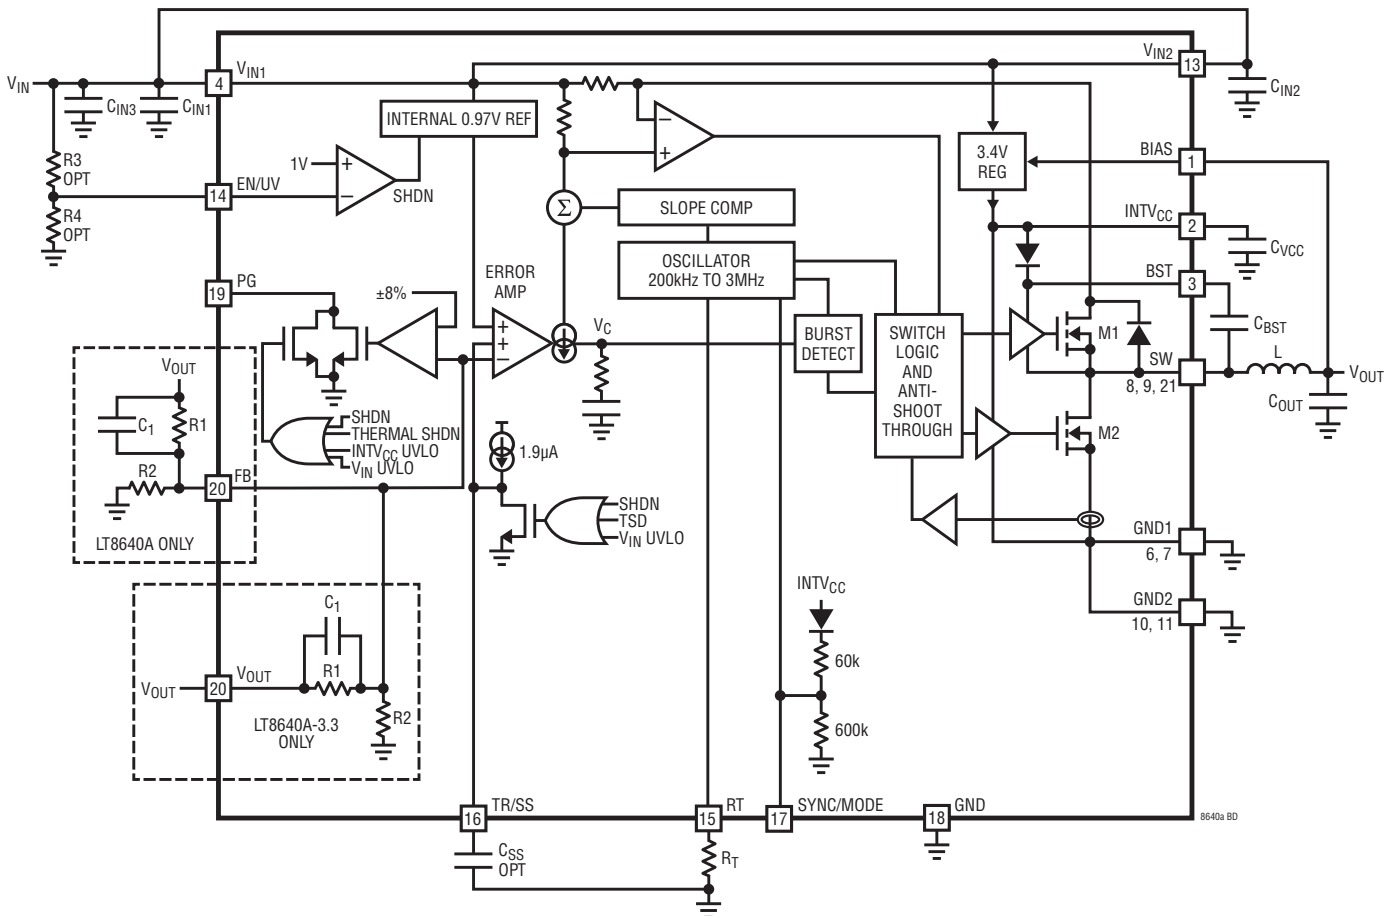 VIN
CIN3
CIN1
4
VIN1
VIN2
13
CIN2
INTERNAL 0.97V REF
R3
OPT
R4
OPT
14
EN/UV
1V
+
−
SHDN
−
+
Σ
SLOPE COMP
OSCILLATOR
200kHz TO 3MHz
3.4V
REG
BIAS
1
INTVCC
2
CVCC
BST
3
CBST
19
PG
±8%
ERROR
AMP
+
+
−
VC
BURST
DETECT
SWITCH
LOGIC
AND
ANTI-
SHOOT
THROUGH
M1
SW
8, 9, 21
L
VOUT
COUT
M2
VOUT
C1
R1
R2
20
FB
LT8640A ONLY
SHDN
THERMAL SHDN
INTVCC UVLO
VIN UVLO
1.9µA
SHDN
TSD
VIN UVLO
GND1
6, 7
GND2
10, 11
INTVCC
60k
600k
C1
VOUT
20
VOUT
R1
R2
LT8640A-3.3
ONLY
TR/SS
16
CSS
OPT
RT
15
RT
17
SYNC/MODE
18
GND
8640a BD